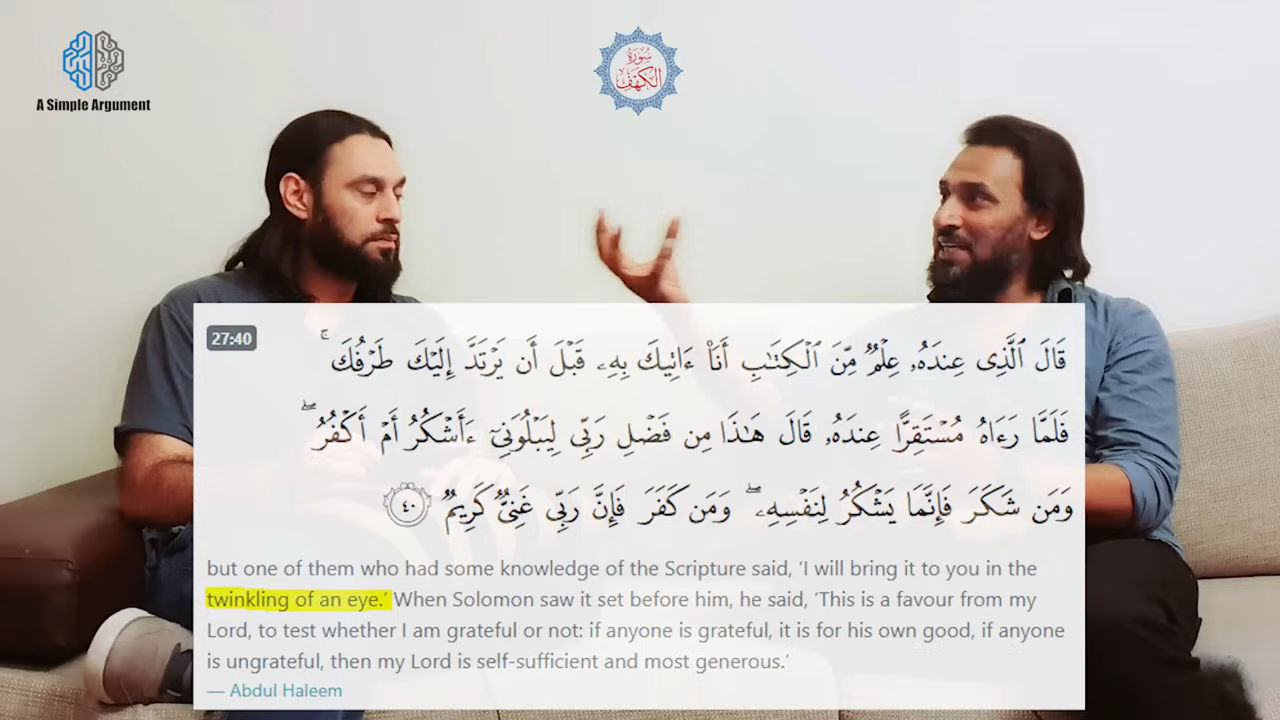 A Simple Argument
سُورَةُ
الكَهْفِ
27:40
قَالَ ٱلَّذِى عِندَهُۥ عِلْمٌ مِّنَ ٱلْكِتَـٰبِ أَنَا۠ ءَاتِيكَ بِهِۦ قَبْلَ أَن يَرْتَدَّ إِلَيْكَ طَرْفُكَ ۚ
فَلَمَّا رَءَاهُ مُسْتَقِرًّا عِندَهُۥ قَالَ هَـٰذَا مِن فَضْلِ رَبِّى لِيَبْلُوَنِىٓ ءَأَشْكُرُ أَمْ أَكْفُرُ ۖ
وَمَن شَكَرَ فَإِنَّمَا يَشْكُرُ لِنَفْسِهِۦ ۖ وَمَن كَفَرَ فَإِنَّ رَبِّى غَنِىٌّ كَرِيمٌ ٤٠
but one of them who had some knowledge of the Scripture said, ‘I will bring it to you in the
twinkling of an eye.’ When Solomon saw it set before him, he said, ‘This is a favour from my
Lord, to test whether I am grateful or not: if anyone is grateful, it is for his own good, if anyone
is ungrateful, then my Lord is self-sufficient and most generous.’
— Abdul Haleem